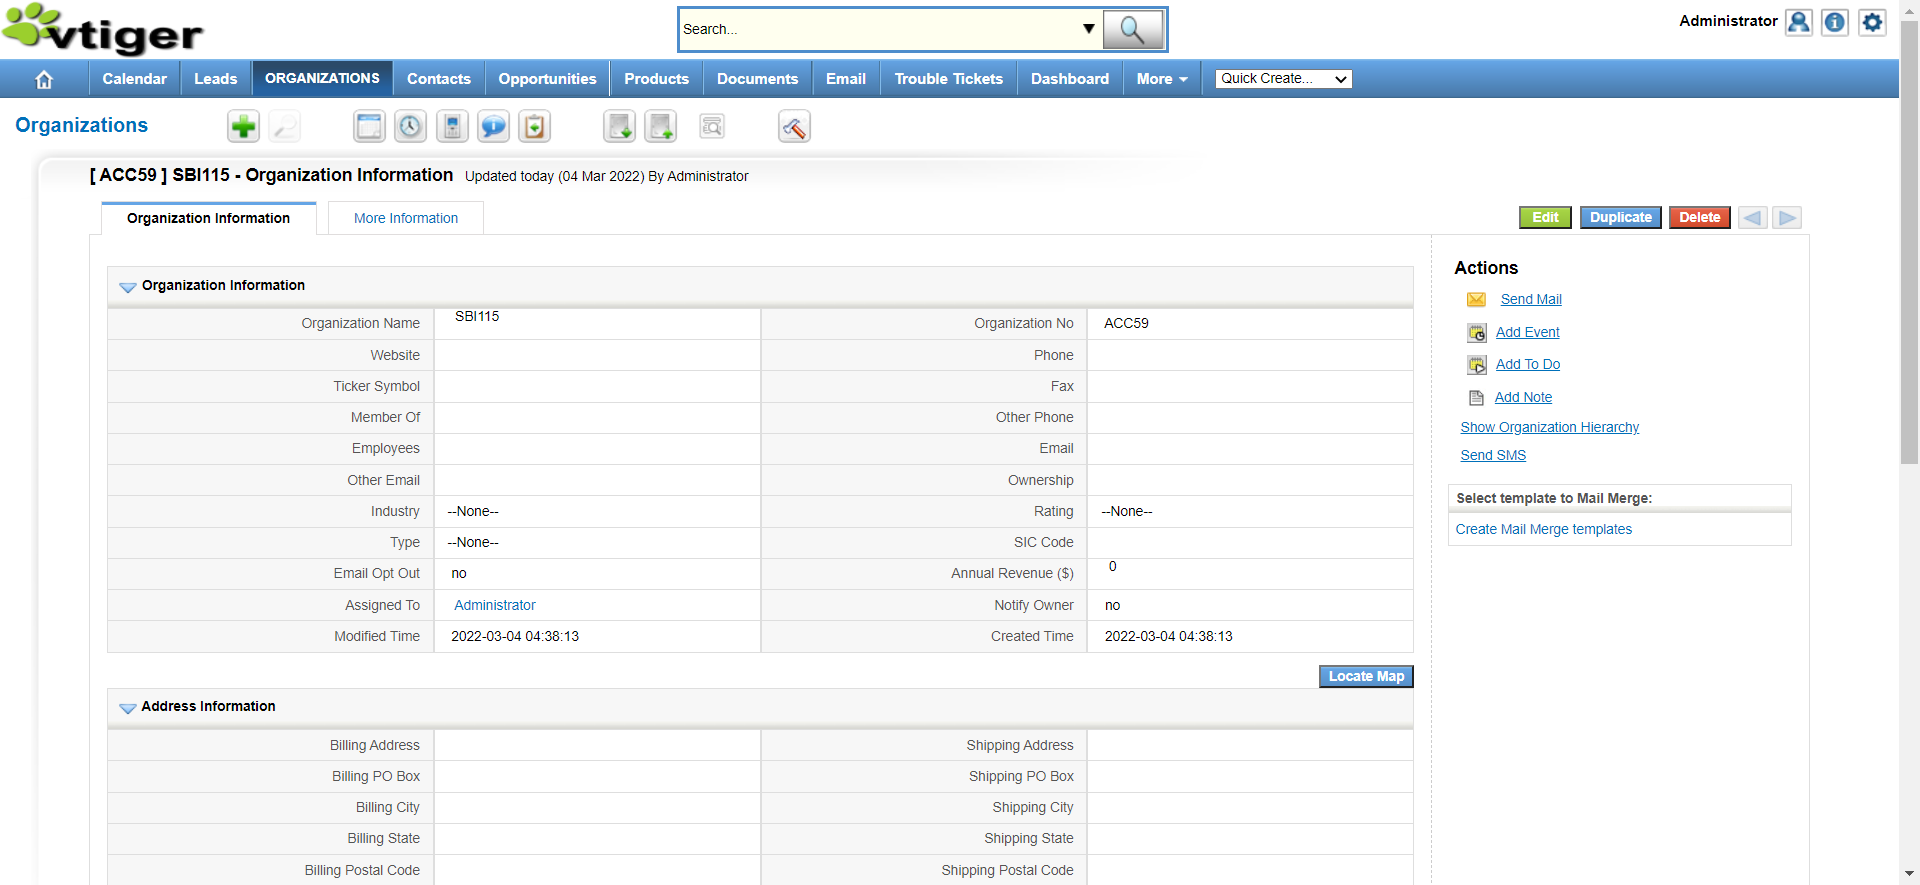 vtiger
Search...
Administrator
Calendar Leads ORGANIZATIONS Contacts Opportunities Products Documents Email Trouble Tickets Dashboard More Quick Create...
Organizations
[ ACC59 ] SBI115 - Organization Information Updated today (04 Mar 2022) By Administrator
Organization Information More Information
Edit Duplicate Delete
Organization Information
Organization Name SBI115 Organization No ACC59
Website Phone
Ticker Symbol Fax
Member Of Other Phone
Employees Email
Other Email Ownership
Industry --None-- Rating --None--
Type --None-- SIC Code
Email Opt Out no Annual Revenue ($) 0
Assigned To Administrator Notify Owner no
Modified Time 2022-03-04 04:38:13 Created Time 2022-03-04 04:38:13
Locate Map
Address Information
Billing Address Shipping Address
Billing PO Box Shipping PO Box
Billing City Shipping City
Billing State Shipping State
Billing Postal Code Shipping Postal Code
Actions
Send Mail
Add Event
Add To Do
Add Note
Show Organization Hierarchy
Send SMS
Select template to Mail Merge:
Create Mail Merge templates